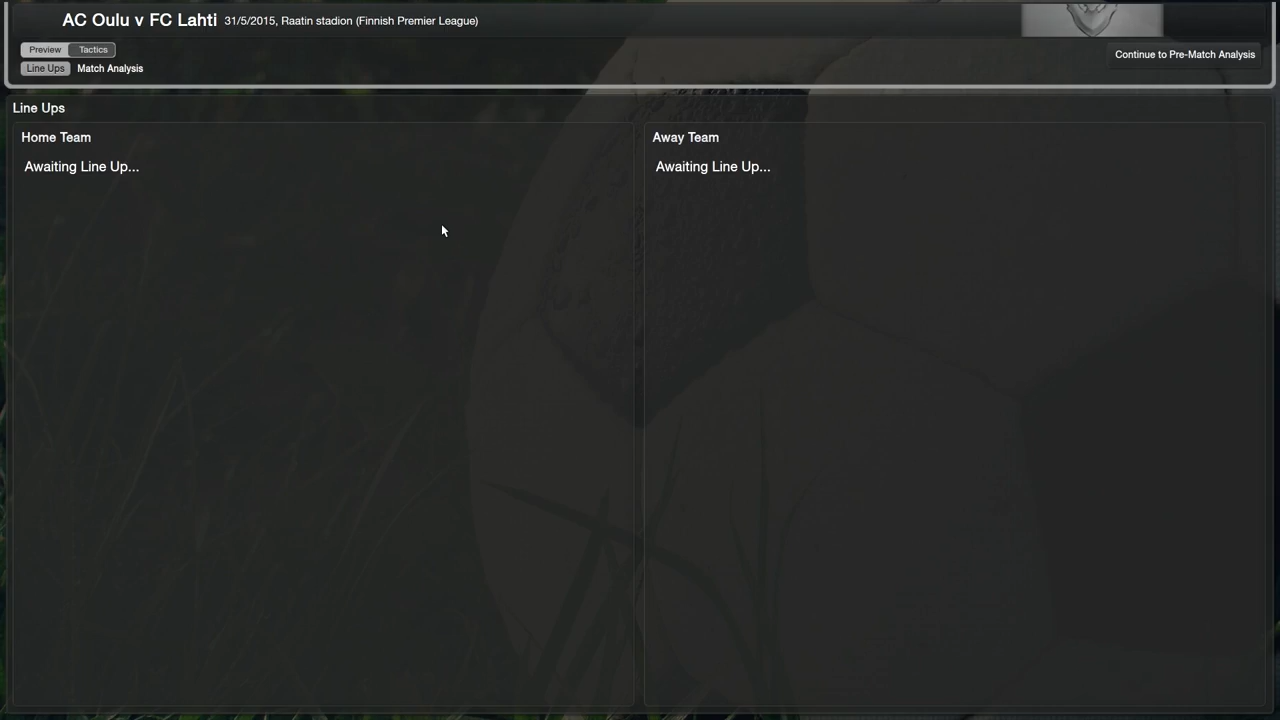 AC Oulu v FC Lahti 31/5/2015, Raatin stadion (Finnish Premier League)
Preview Tactics
Continue to Pre-Match Analysis
Line Ups Match Analysis
Line Ups
Home Team
Away Team
Awaiting Line Up...
Awaiting Line Up...